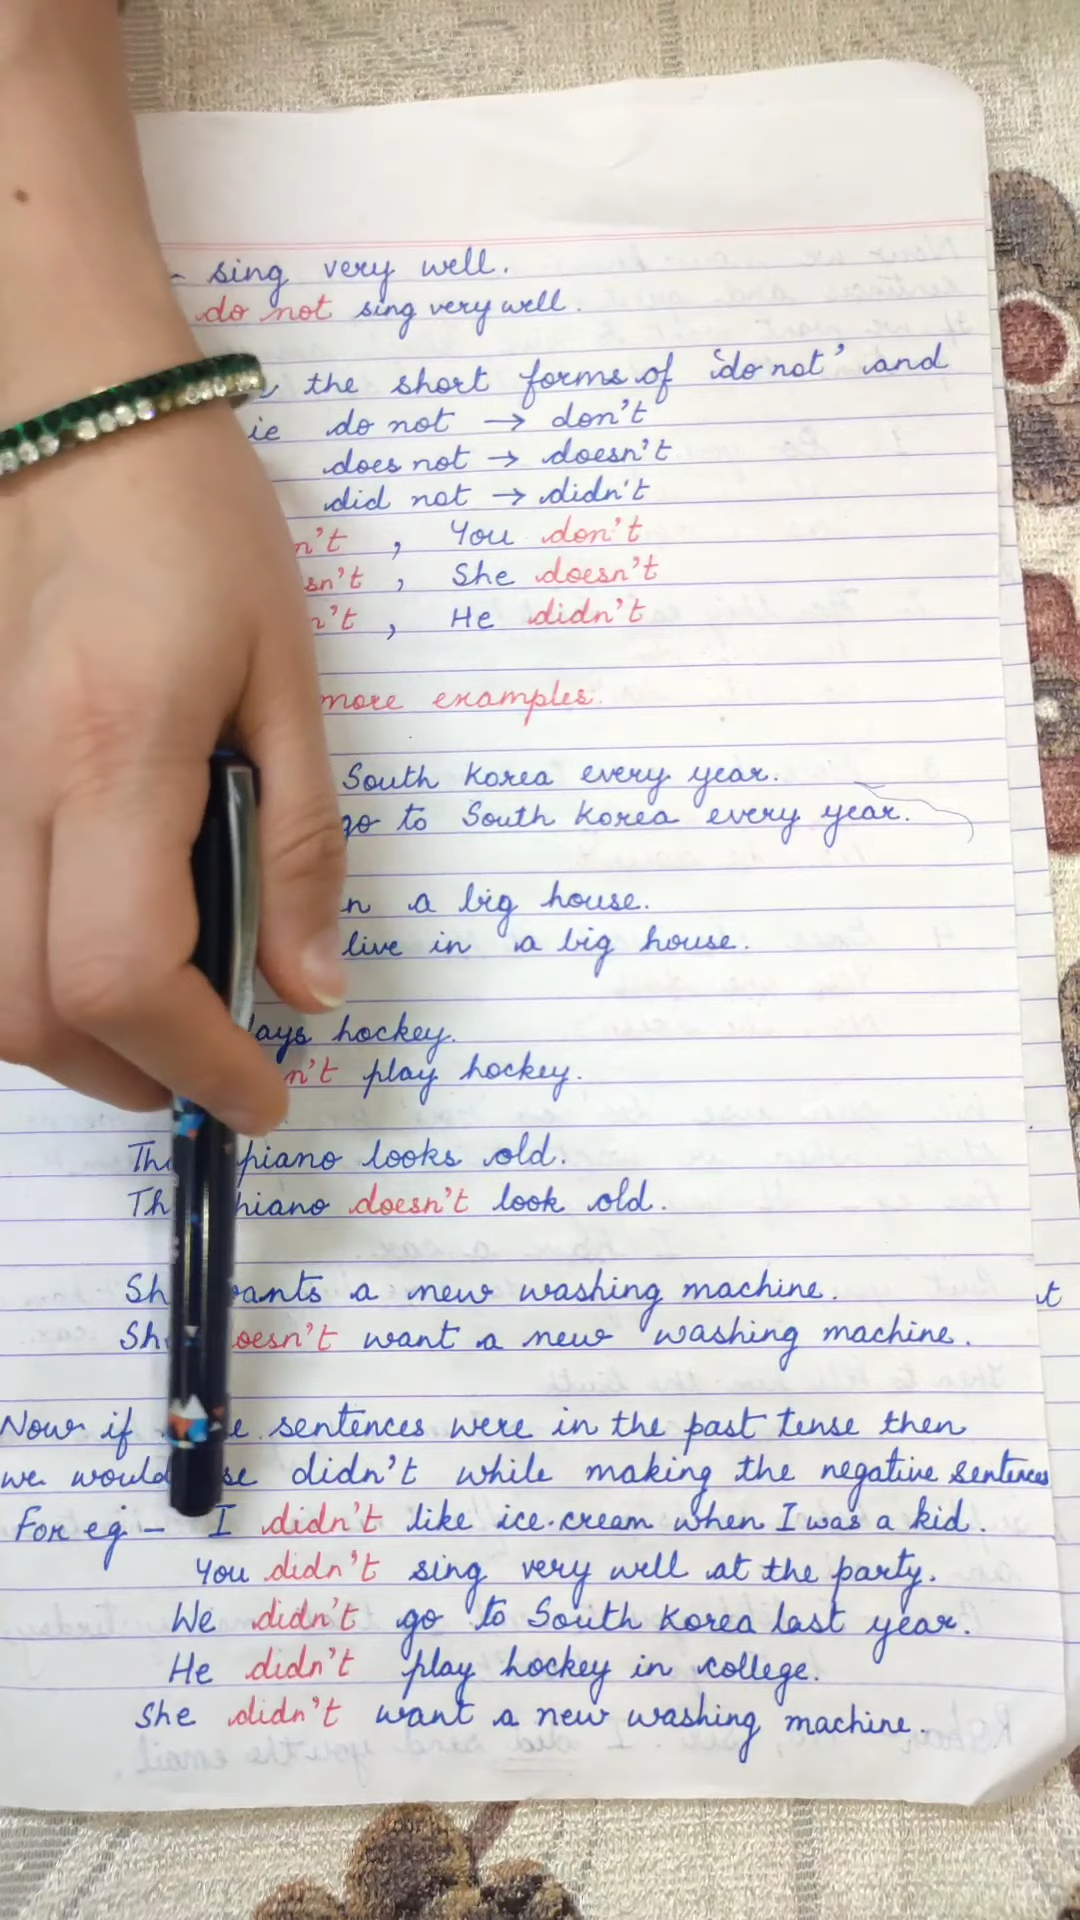 - sing very well.
do not sing very well.
the short forms of 'do not' and
ie do not → don't
does not → doesn't
did not → didn't
n't , You don't
sn't , She doesn't
n't , He didn't
more examples.
South Korea every year.
go to South Korea every year.
n a big house.
live in a big house.
lays hockey.
n't play hockey.
piano looks old.
piano doesn't look old.
Sh ants a new washing machine.
t
Sh oesn't want a new washing machine.
Now if e sentences were in the past tense then
we would se didn't while making the negative sentences
For eg - I didn't like ice-cream when I was a kid.
You didn't sing very well at the party.
We didn't go to South Korea last year.
He didn't play hockey in college.
She didn't want a new washing machine.